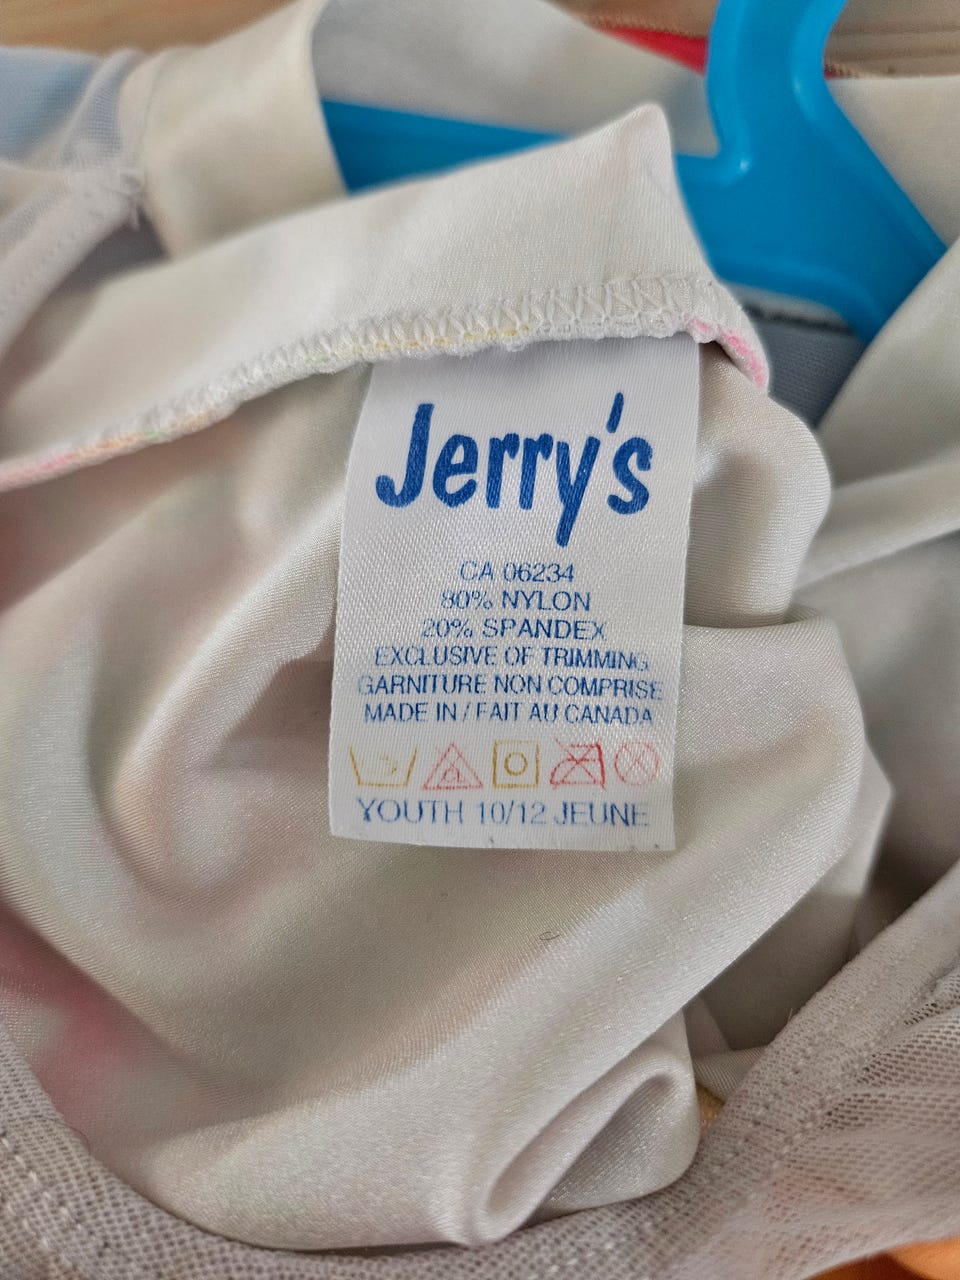 Jerry's
CA 06234
80% NYLON
20% SPANDEX
EXCLUSIVE OF TRIMMING
GARNITURE NON COMPRISE
MADE IN / FAIT AU CANADA
YOUTH 10/12 JEUNE